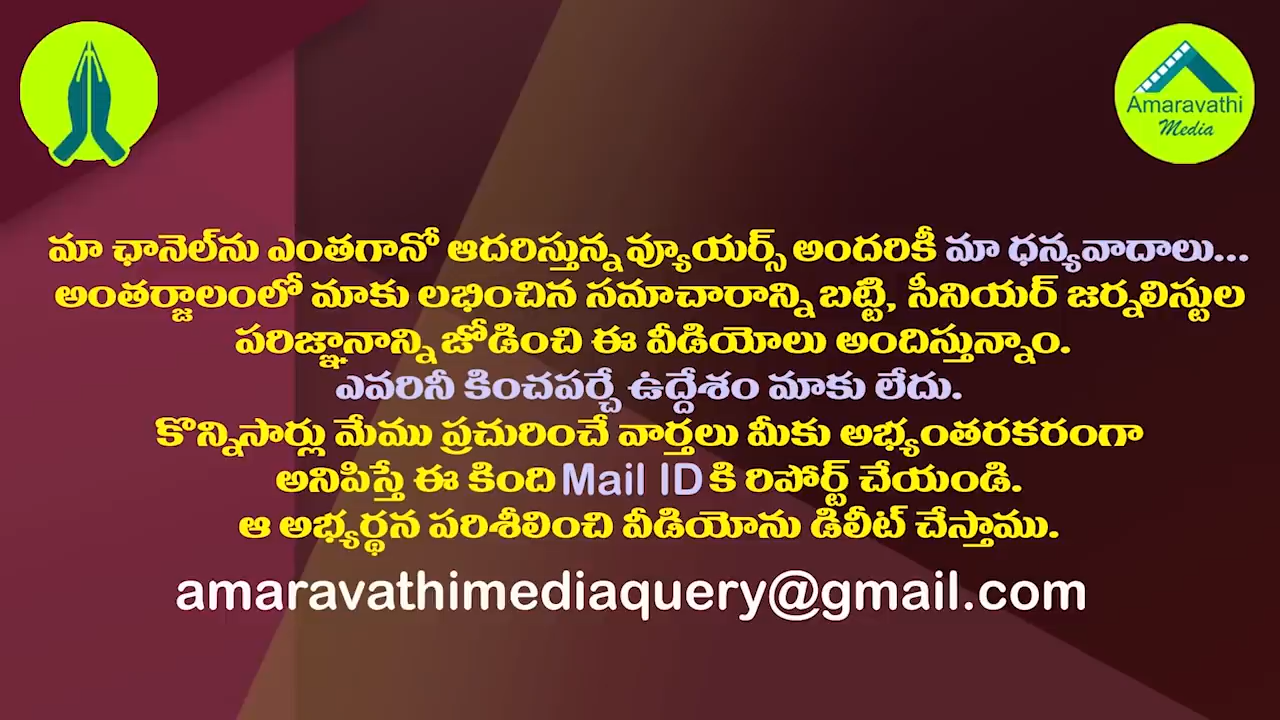 Amaravathi
Media
మా ఛానెల్‌ను ఎంతగానో ఆదరిస్తున్న వ్యూయర్స్ అందరికీ మా ధన్యవాదాలు...
అంతర్జాలంలో మాకు లభించిన సమాచారాన్ని బట్టి, సీనియర్ జర్నలిస్టుల
పరిజ్ఞానాన్ని జోడించి ఈ వీడియోలు అందిస్తున్నాం.
ఎవరినీ కించపర్చే ఉద్దేశం మాకు లేదు.
కొన్నిసార్లు మేము ప్రచురించే వార్తలు మీకు అభ్యంతరకరంగా
అనిపిస్తే ఈ కింది Mail ID కి రిపోర్ట్ చేయండి.
ఆ అభ్యర్థన పరిశీలించి వీడియోను డిలీట్ చేస్తాము.
amaravathimediaquery@gmail.com